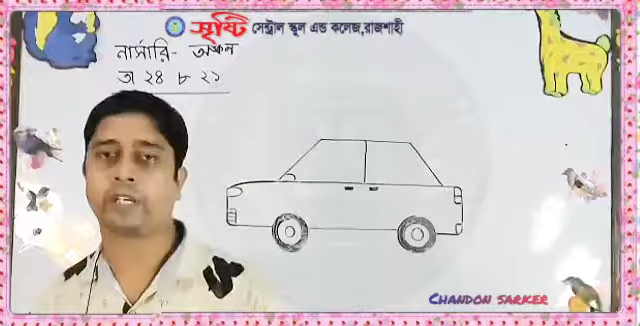 সৃষ্টি সেন্ট্রাল স্কুল এন্ড কলেজ,রাজশাহী
নার্সারি- অঙ্কন
তা ২৪ ৮ ২১
CHANDON SARKER